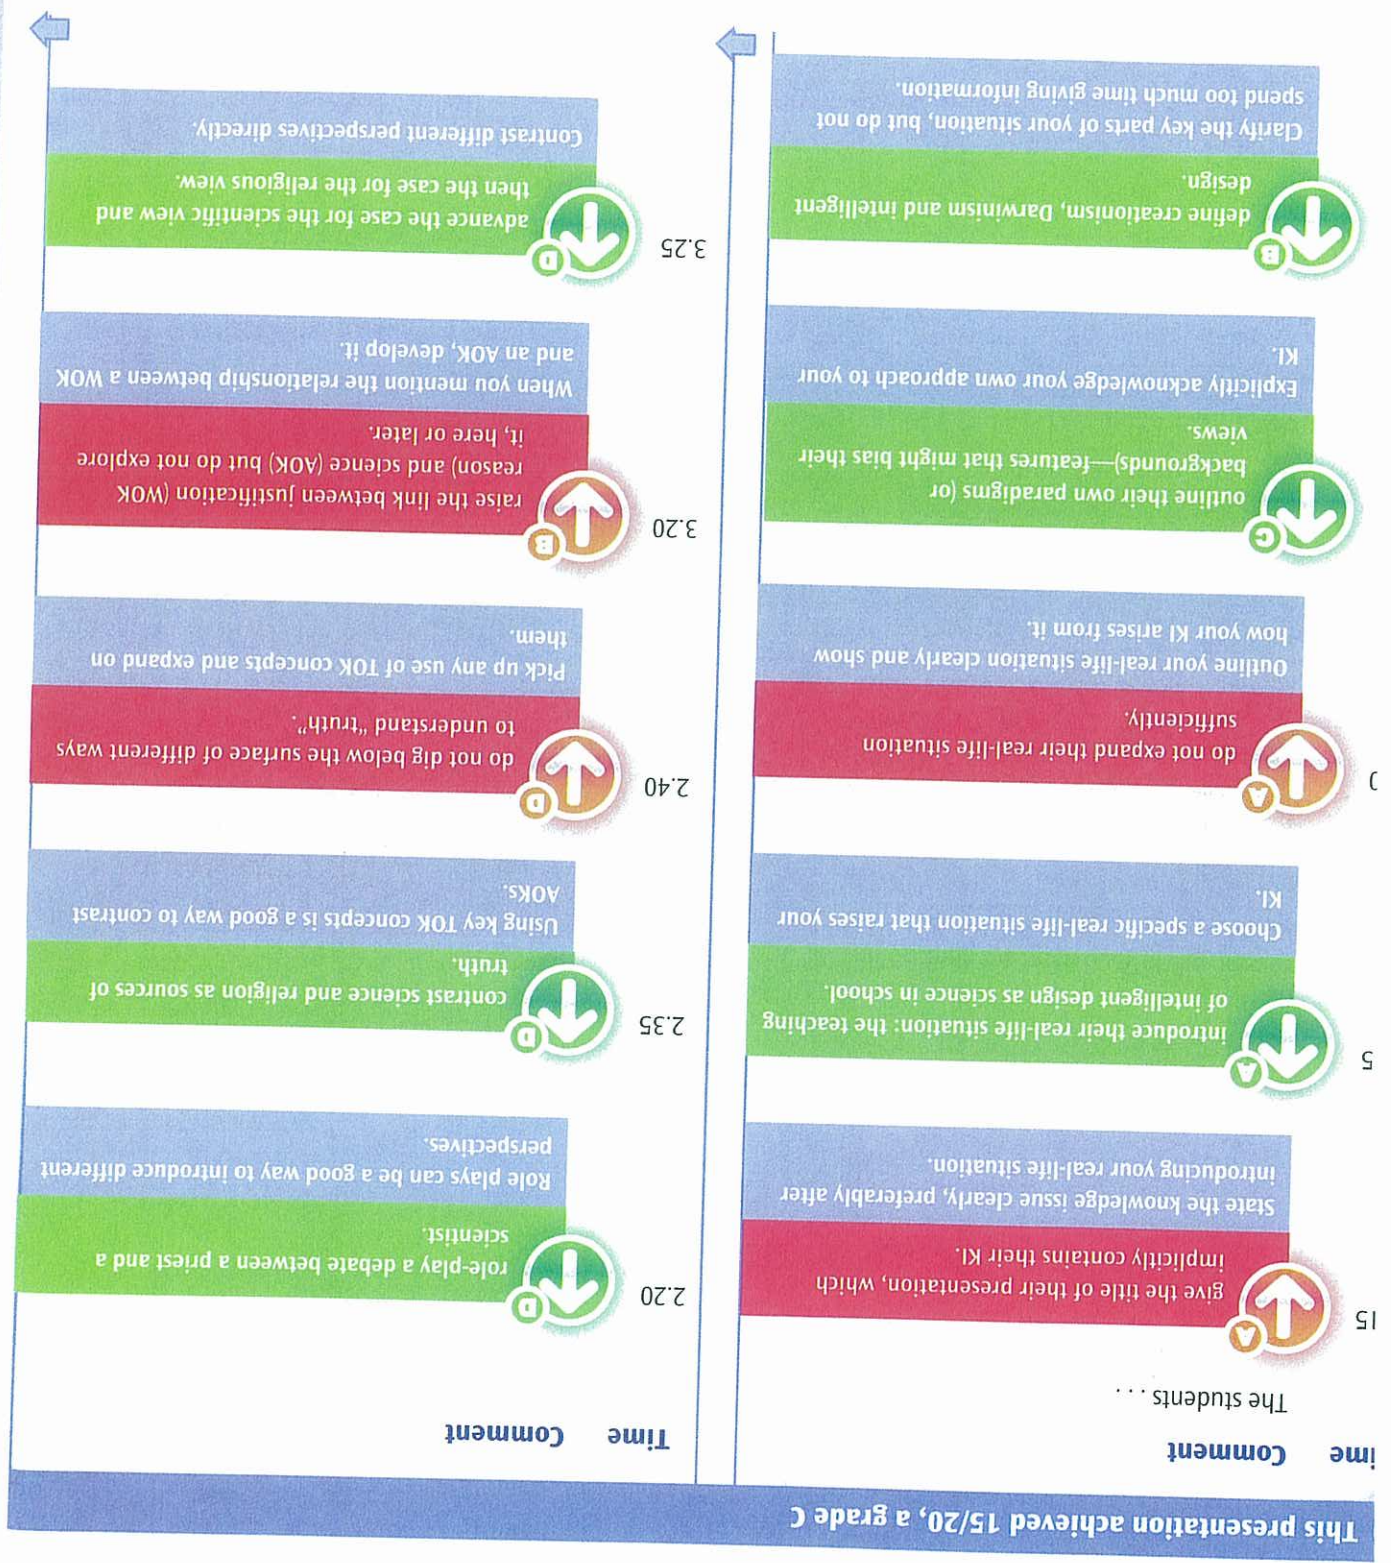 This presentation achieved 15/20, a grade C
ime Comment
The students . . .
15
A
give the title of their presentation, which
implicitly contains their KI.
State the knowledge issue clearly, preferably after
introducing your real-life situation.
5
A
introduce their real-life situation: the teaching
of intelligent design as science in school.
Choose a specific real-life situation that raises your
KI.
0
A
do not expand their real-life situation
sufficiently.
Outline your real-life situation clearly and show
how your KI arises from it.
C
outline their own paradigms (or
backgrounds)—features that might bias their
views.
Explicitly acknowledge your own approach to your
KI.
B
define creationism, Darwinism and intelligent
design.
Clarify the key parts of your situation, but do not
spend too much time giving information.
Time Comment
2.20
D
role-play a debate between a priest and a
scientist.
Role plays can be a good way to introduce different
perspectives.
2.35
D
contrast science and religion as sources of
truth.
Using key TOK concepts is a good way to contrast
AOKs.
2.40
D
do not dig below the surface of different ways
to understand "truth".
Pick up any use of TOK concepts and expand on
them.
3.20
B
raise the link between justification (WOK
reason) and science (AOK) but do not explore
it, here or later.
When you mention the relationship between a WOK
and an AOK, develop it.
3.25
D
advance the case for the scientific view and
then the case for the religious view.
Contrast different perspectives directly.